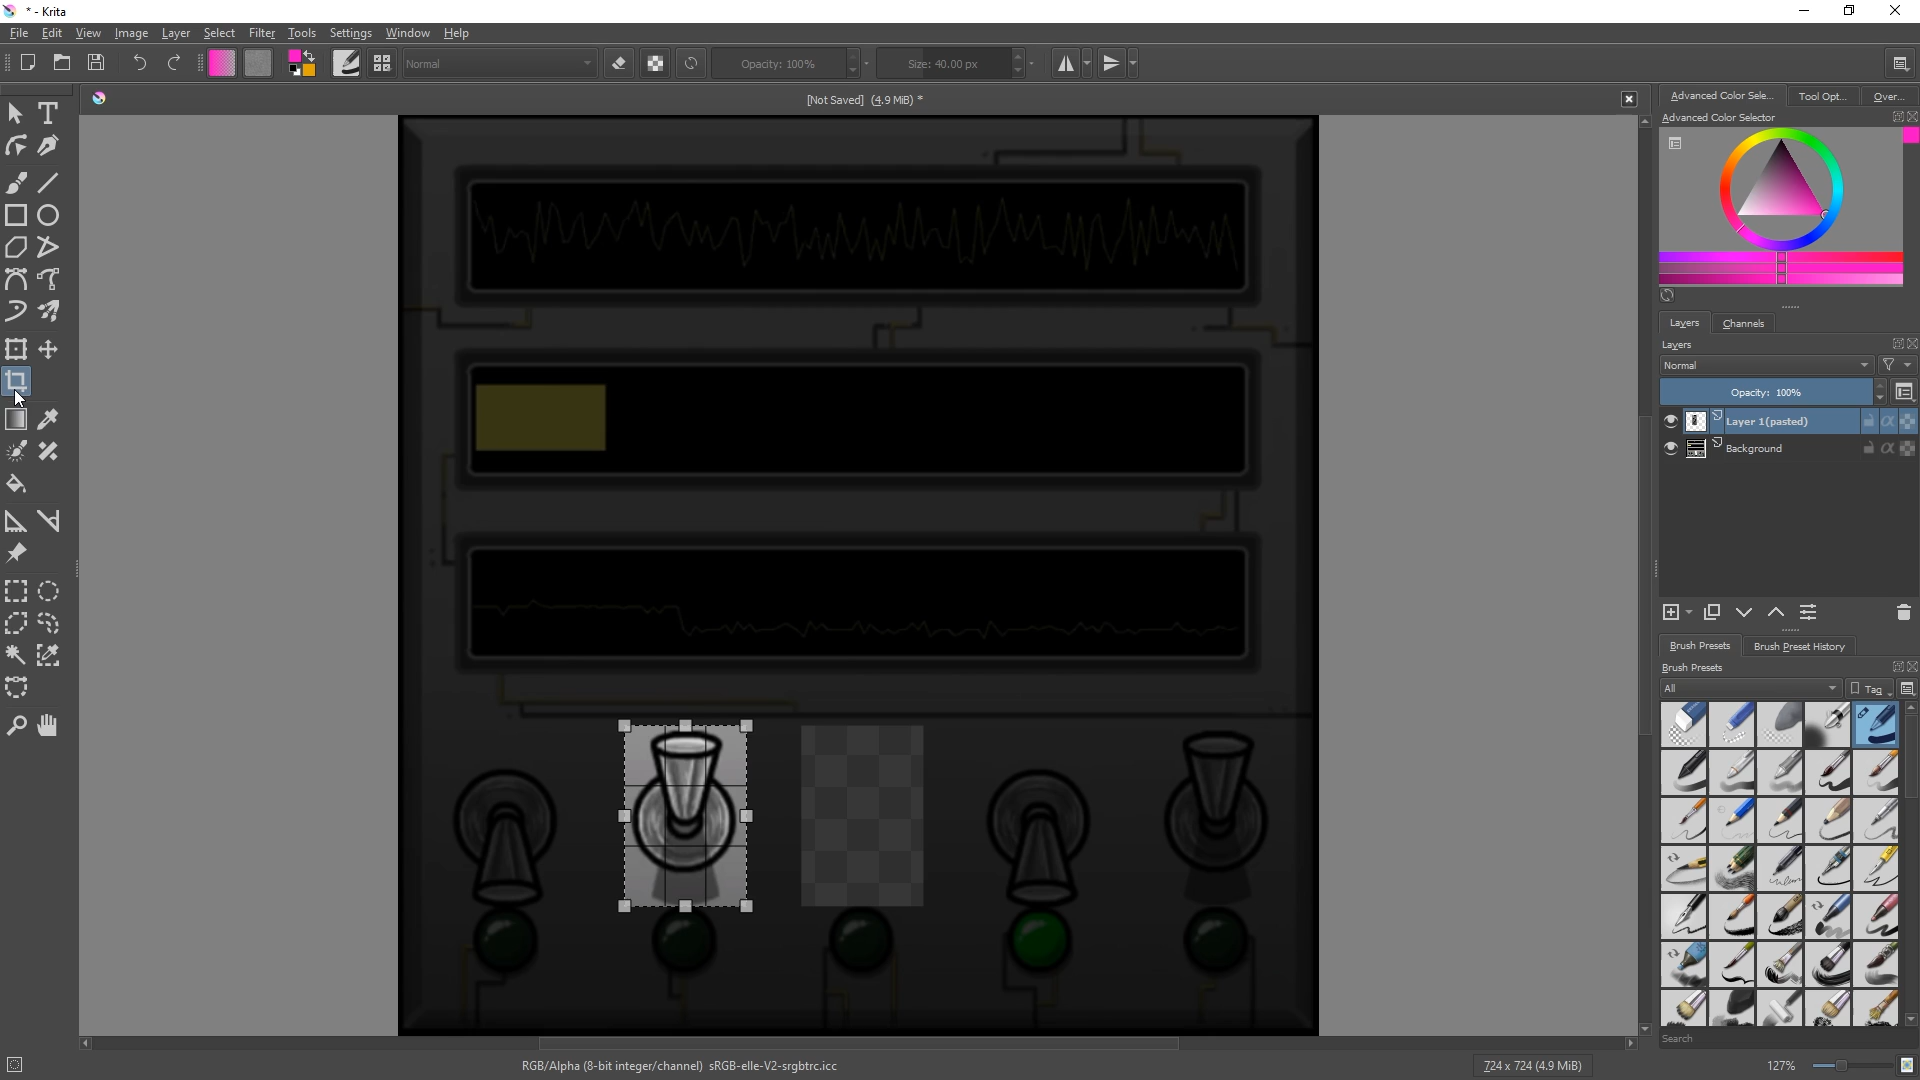 * - Krita
File Edit View Image Layer Select Filter Tools Settings Window Help
Normal Opacity: 100% Size: 40.00 px
[Not Saved] (4.9 MiB) *
Advanced Color Sele... Tool Opt... Over...
Advanced Color Selector
Layers Channels
Layers
Normal
Opacity: 100%
Layer 1(pasted)
Background
Brush Presets Brush Preset History
Brush Presets
All Tag
Search
RGB/Alpha (8-bit integer/channel) sRGB-elle-V2-srgbtrc.icc 724 x 724 (4.9 MiB) 127%